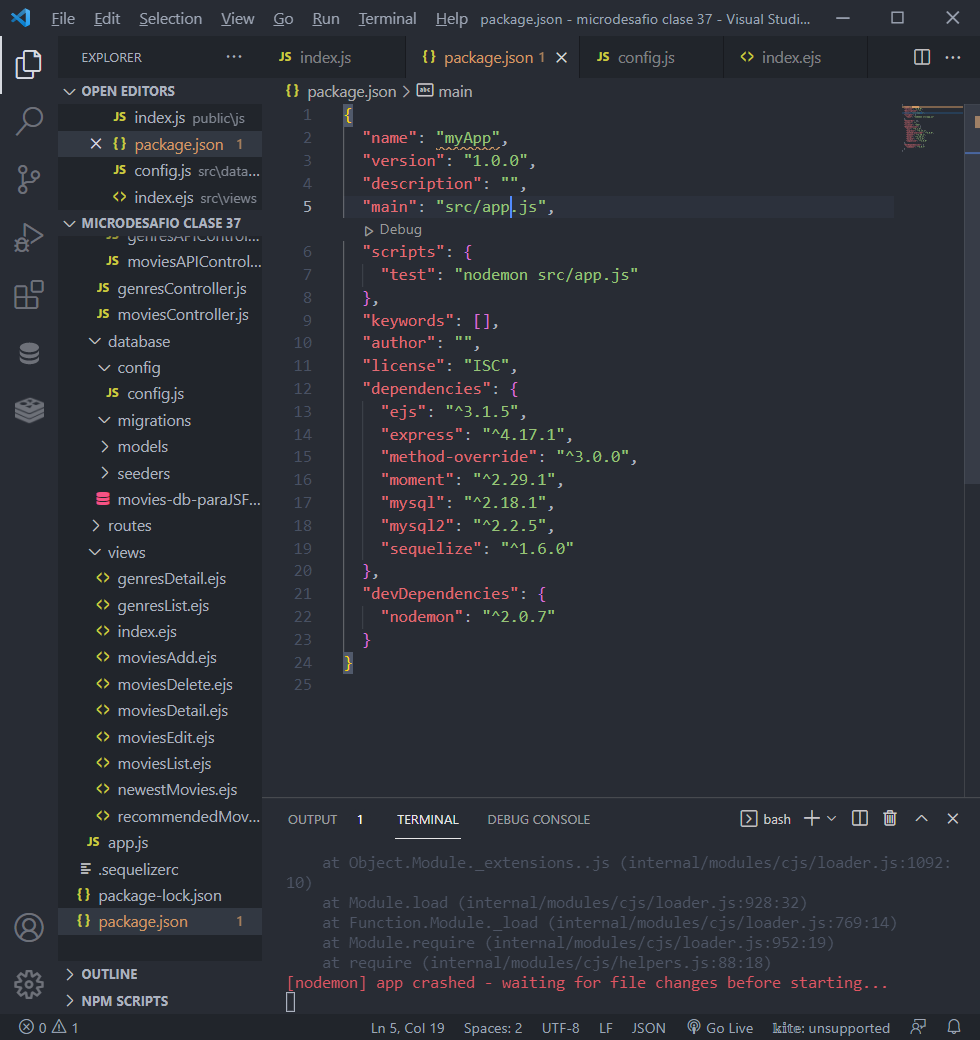 File Edit Selection View Go Run Terminal Help package.json - microdesafio clase 37 - Visual Studi...
EXPLORER
index.js
package.json 1
config.js
index.ejs
OPEN EDITORS
index.js public\js
package.json 1
config.js src\data...
index.ejs src\views
MICRODESAFIO CLASE 37
genresAPIControl...
moviesAPIControl...
genresController.js
moviesController.js
database
config
config.js
migrations
models
seeders
movies-db-paraJSF...
routes
views
genresDetail.ejs
genresList.ejs
index.ejs
moviesAdd.ejs
moviesDelete.ejs
moviesDetail.ejs
moviesEdit.ejs
moviesList.ejs
newestMovies.ejs
recommendedMov...
app.js
.sequelizerc
package-lock.json
package.json 1
OUTLINE
NPM SCRIPTS
{} package.json > abc main
1 {
2 "name": "myApp",
3 "version": "1.0.0",
4 "description": "",
5 "main": "src/app.js",
Debug
6 "scripts": {
7 "test": "nodemon src/app.js"
8 },
9 "keywords": [],
10 "author": "",
11 "license": "ISC",
12 "dependencies": {
13 "ejs": "^3.1.5",
14 "express": "^4.17.1",
15 "method-override": "^3.0.0",
16 "moment": "^2.29.1",
17 "mysql": "^2.18.1",
18 "mysql2": "^2.2.5",
19 "sequelize": "^1.6.0"
20 },
21 "devDependencies": {
22 "nodemon": "^2.0.7"
23 }
24 }
25
OUTPUT 1 TERMINAL DEBUG CONSOLE bash
at Object.Module._extensions..js (internal/modules/cjs/loader.js:1092:
10)
at Module.load (internal/modules/cjs/loader.js:928:32)
at Function.Module._load (internal/modules/cjs/loader.js:769:14)
at Module.require (internal/modules/cjs/loader.js:952:19)
at require (internal/modules/cjs/helpers.js:88:18)
[nodemon] app crashed - waiting for file changes before starting...
0 1 Ln 5, Col 19 Spaces: 2 UTF-8 LF JSON Go Live kite: unsupported